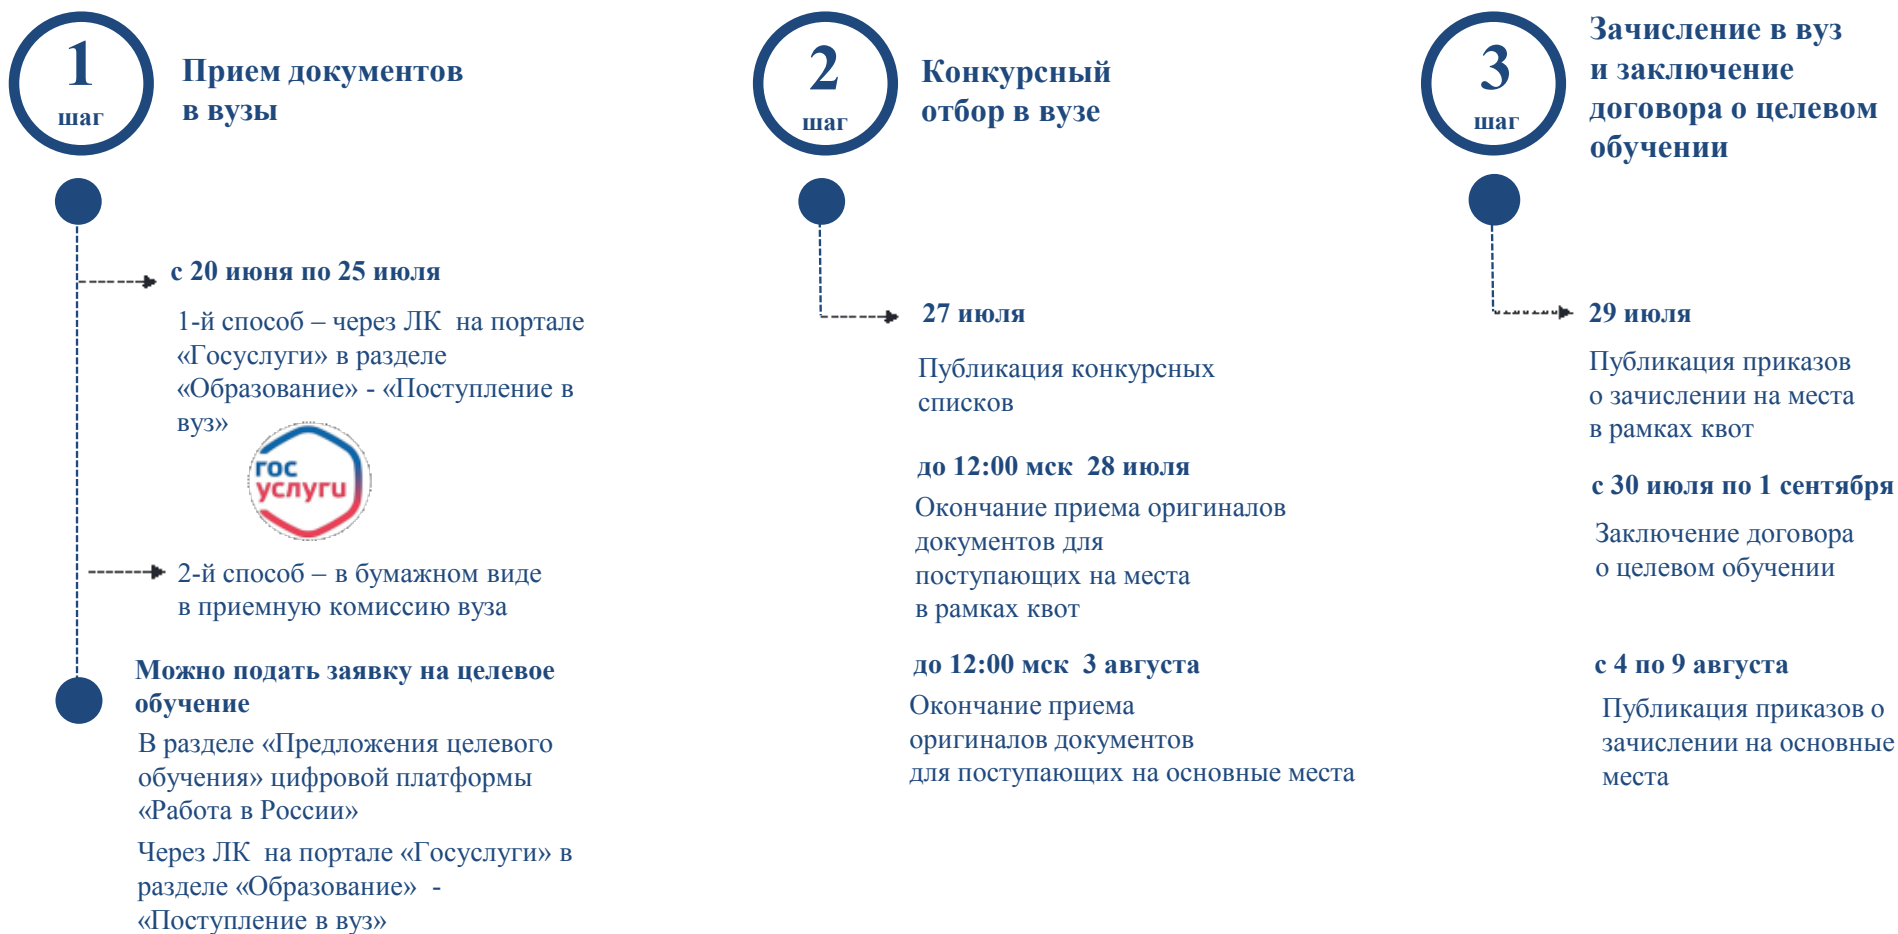 1
шаг
Прием документов
в вузы
с 20 июня по 25 июля
1-й способ – через ЛК на портале
«Госуслуги» в разделе
«Образование» - «Поступление в
вуз»
гос
услуги
2-й способ – в бумажном виде
в приемную комиссию вуза
Можно подать заявку на целевое
обучение
В разделе «Предложения целевого
обучения» цифровой платформы
«Работа в России»
Через ЛК на портале «Госуслуги» в
разделе «Образование» -
«Поступление в вуз»
2
шаг
Конкурсный
отбор в вузе
27 июля
Публикация конкурсных
списков
до 12:00 мск 28 июля
Окончание приема оригиналов
документов для
поступающих на места
в рамках квот
до 12:00 мск 3 августа
Окончание приема
оригиналов документов
для поступающих на основные места
3
шаг
Зачисление в вуз
и заключение
договора о целевом
обучении
29 июля
Публикация приказов
о зачислении на места
в рамках квот
с 30 июля по 1 сентября
Заключение договора
о целевом обучении
с 4 по 9 августа
Публикация приказов о
зачислении на основные
места